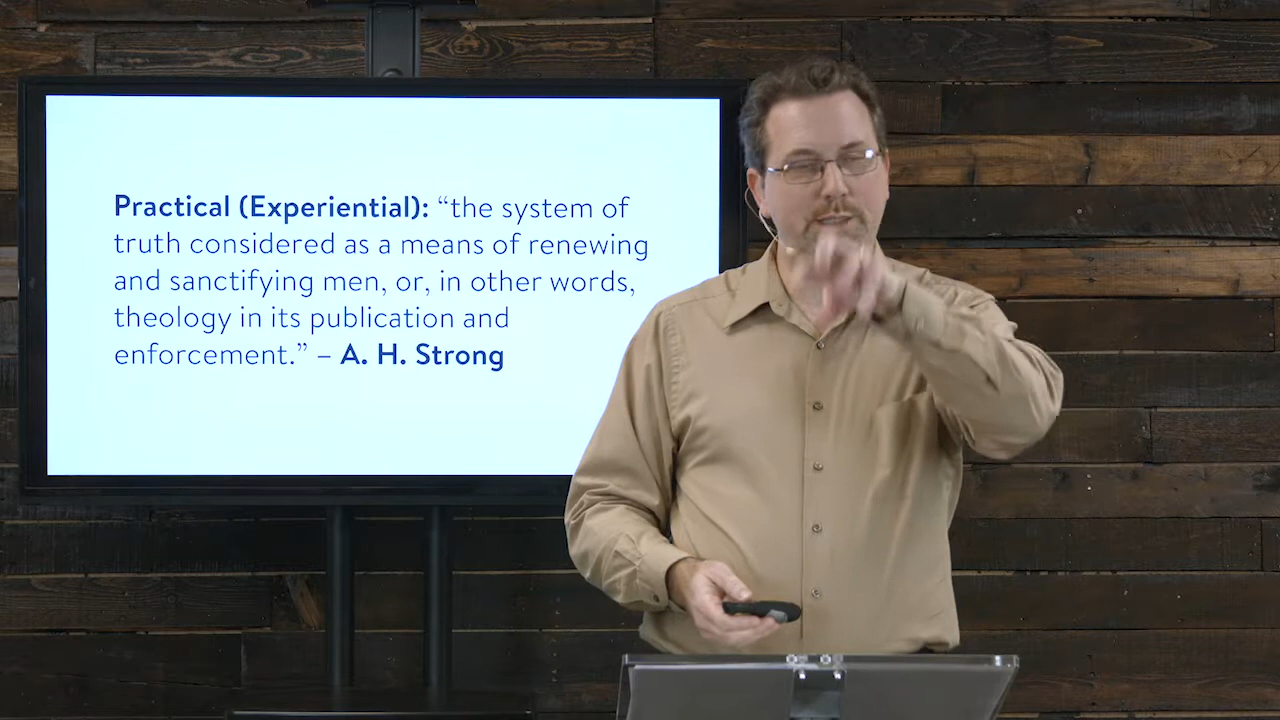 Practical (Experiential): “the system of
truth considered as a means of renewing
and sanctifying men, or, in other words,
theology in its publication and
enforcement.” – A. H. Strong